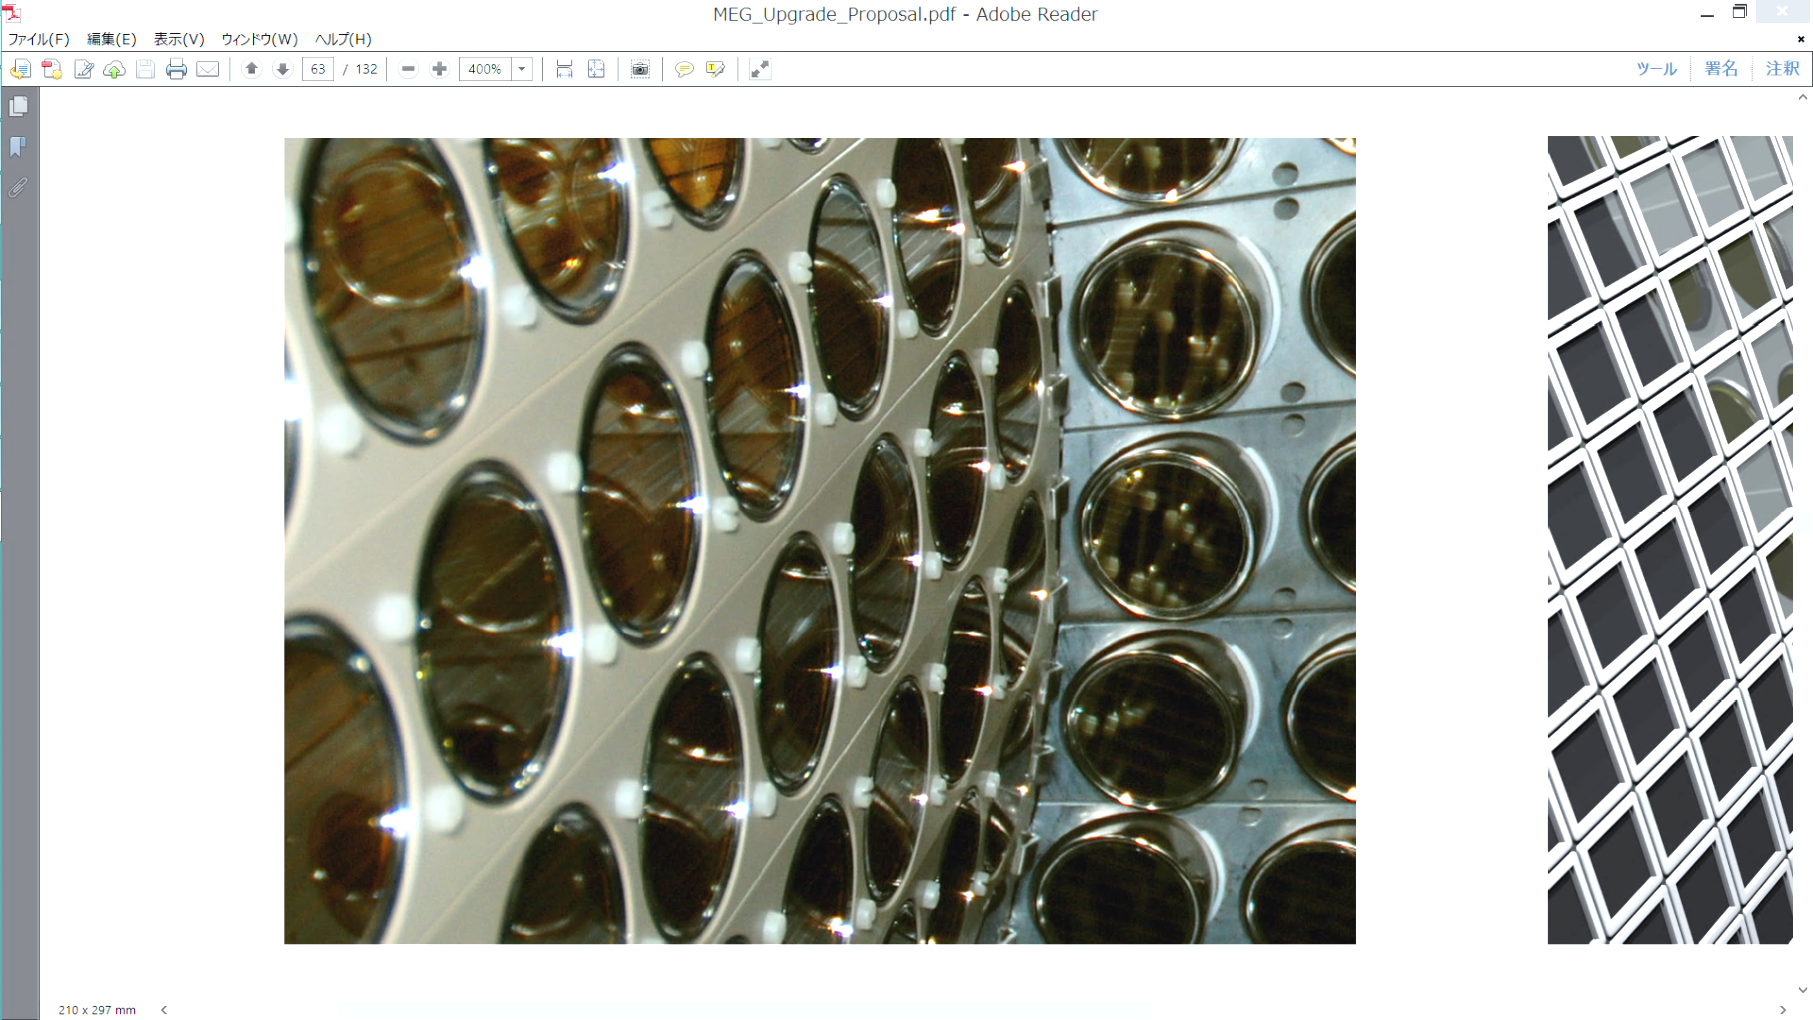 MEG_Upgrade_Proposal.pdf - Adobe Reader
ファイル(F) 編集(E) 表示(V) ウィンドウ(W) ヘルプ(H)
63 / 132 400% ツール 署名 注釈
210 x 297 mm